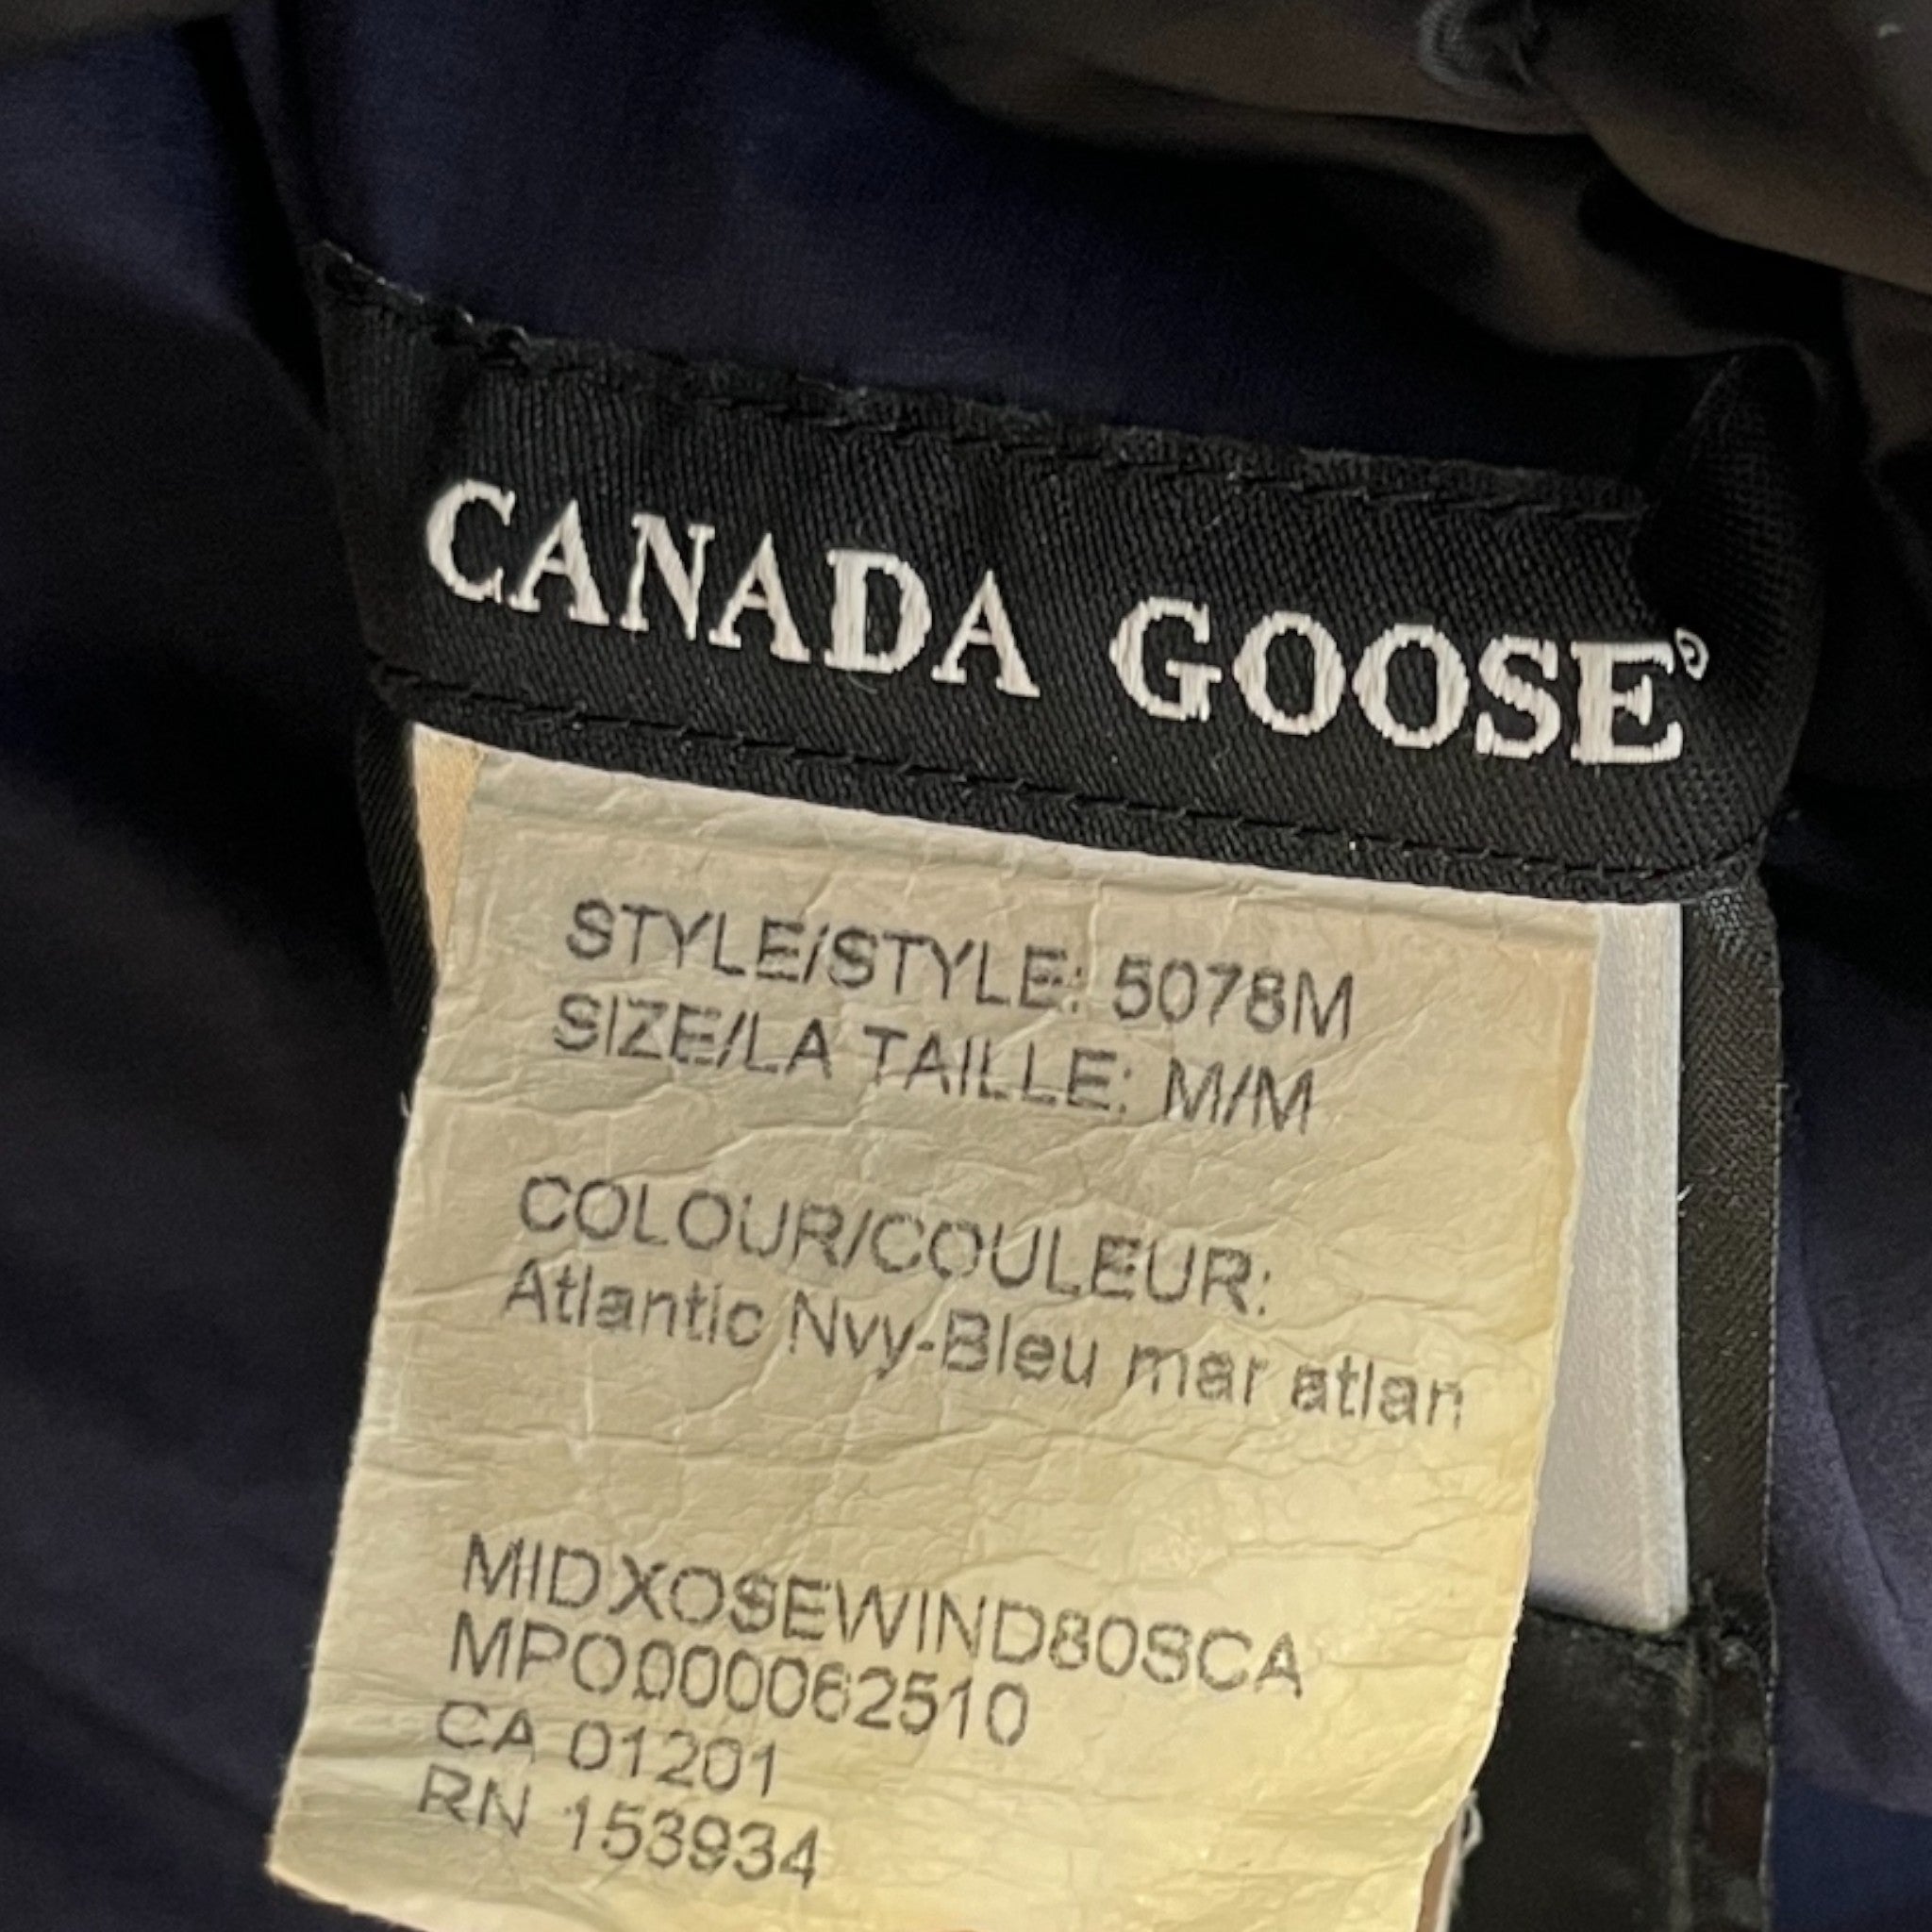 CANADA GOOSE®
STYLE/STYLE: 5078M
SIZE/LA TAILLE: M/M
COLOUR/COULEUR:
Atlantic Nvy-Bleu mar atlan
MIDXOSEWIND80SCA
MPO000062510
CA 01201
RN 153934